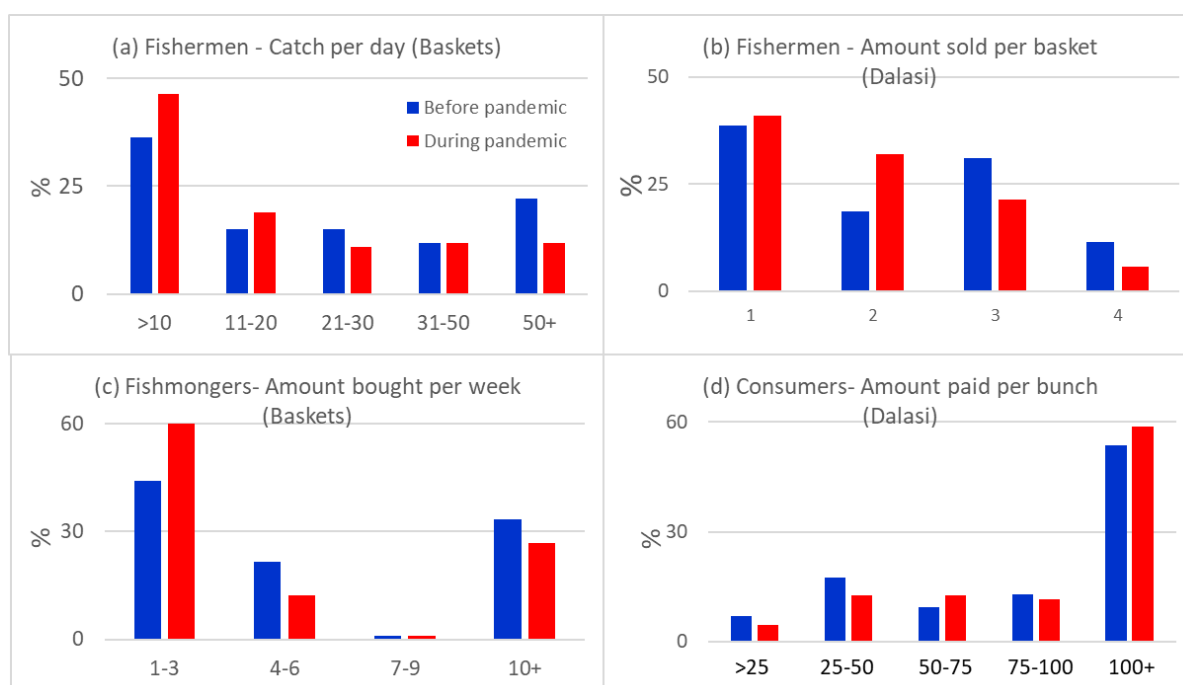 (a) Fishermen - Catch per day (Baskets)
50
Before pandemic
During pandemic
%
25
0
>10 11-20 21-30 31-50 50+
(b) Fishermen - Amount sold per basket
(Dalasi)
50
%
25
0
1 2 3 4
(c) Fishmongers- Amount bought per week
(Baskets)
60
30
%
0
1-3 4-6 7-9 10+
(d) Consumers- Amount paid per bunch
(Dalasi)
60
30
%
0
>25 25-50 50-75 75-100 100+